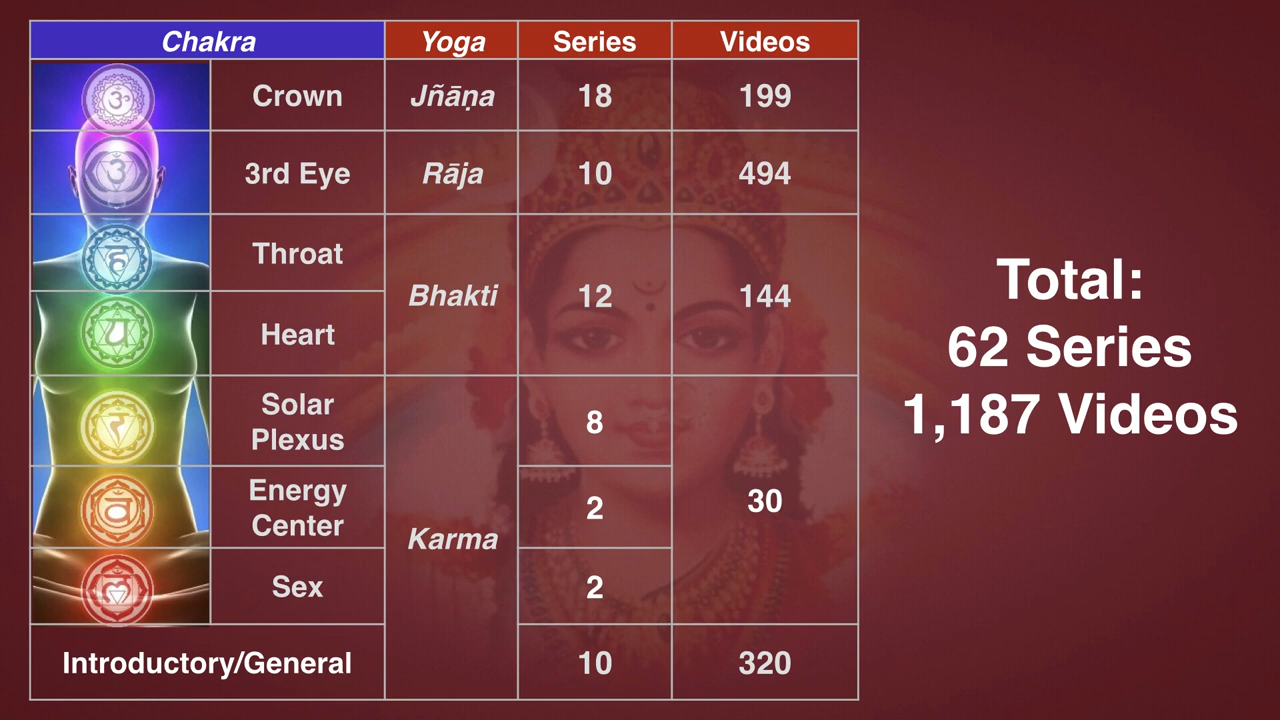 Chakra Yoga Series Videos
ॐ Crown Jñāṇa 18 199
3rd Eye Rāja 10 494
Throat
Bhakti 12 144
Heart
Solar
Plexus 8
Energy
Center 2 30
Karma
Sex 2
Introductory/General 10 320
Total:
62 Series
1,187 Videos